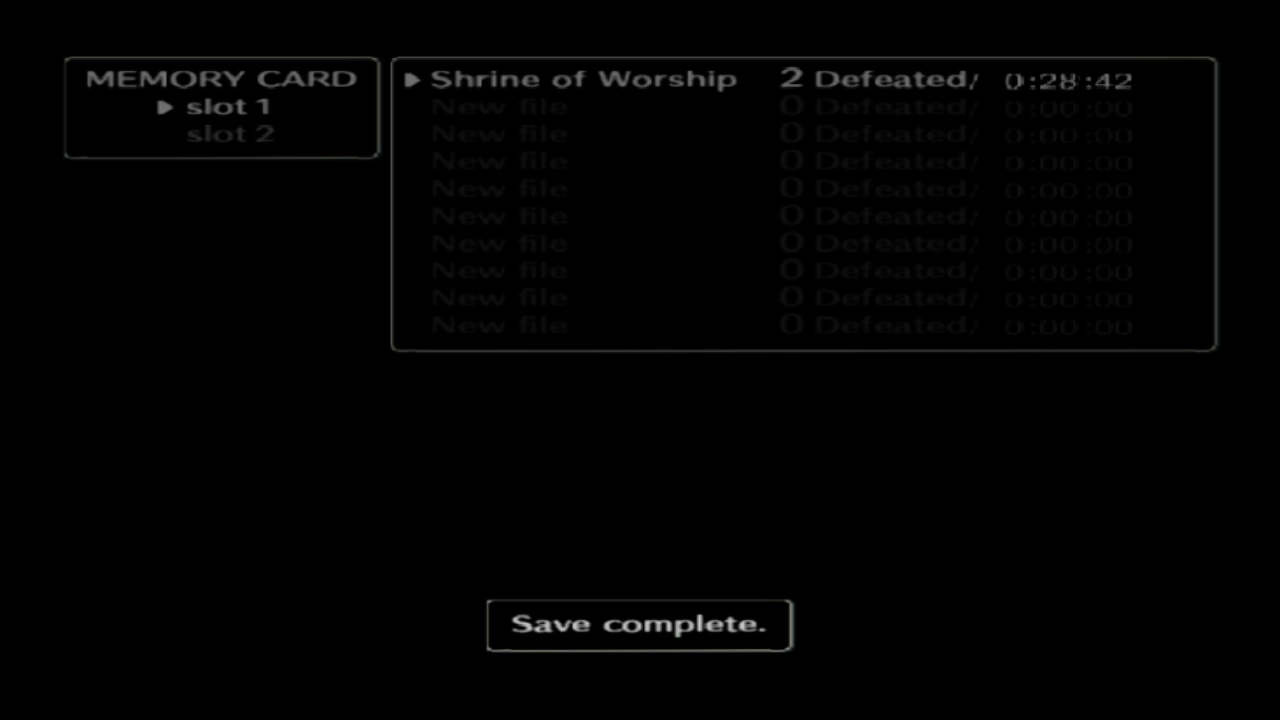 MEMORY CARD
slot 1
slot 2
Shrine of Worship 2 Defeated/ 0:28:42
New file 0 Defeated/ 0:00:00
New file 0 Defeated/ 0:00:00
New file 0 Defeated/ 0:00:00
New file 0 Defeated/ 0:00:00
New file 0 Defeated/ 0:00:00
New file 0 Defeated/ 0:00:00
New file 0 Defeated/ 0:00:00
New file 0 Defeated/ 0:00:00
New file 0 Defeated/ 0:00:00
Save complete.